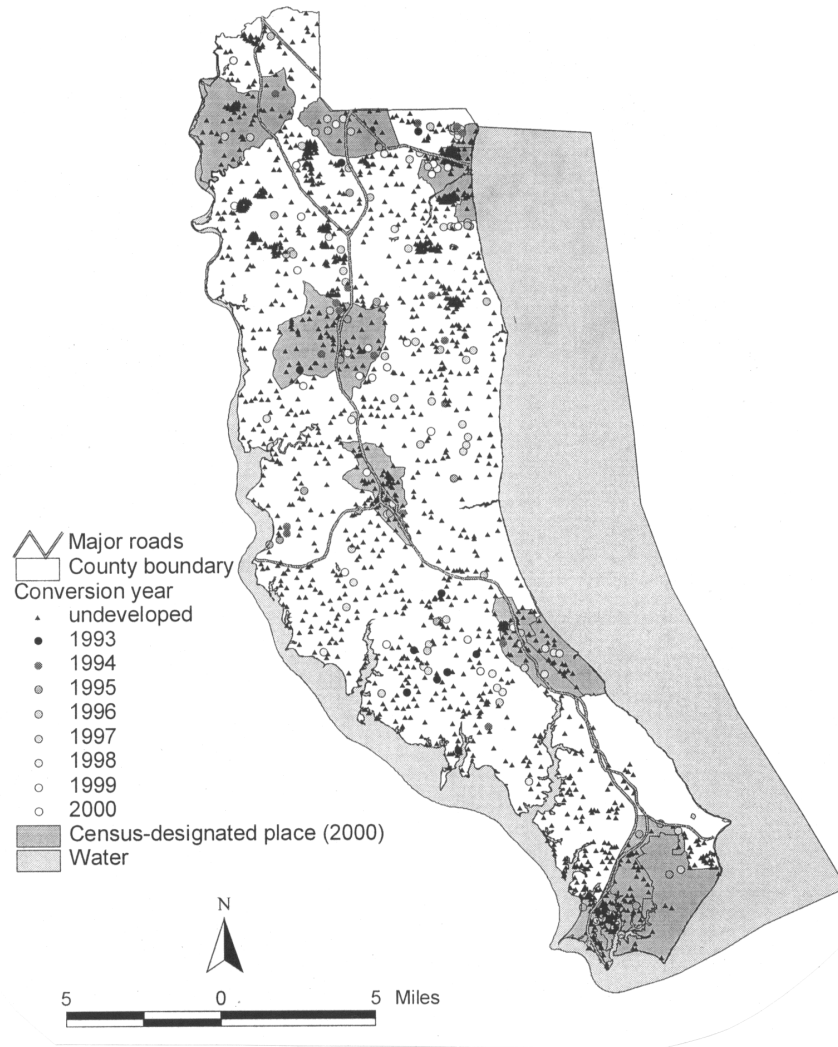 Major roads
County boundary
Conversion year
undeveloped
1993
1994
1995
1996
1997
1998
1999
2000
Census-designated place (2000)
Water
N
5 0 5 Miles